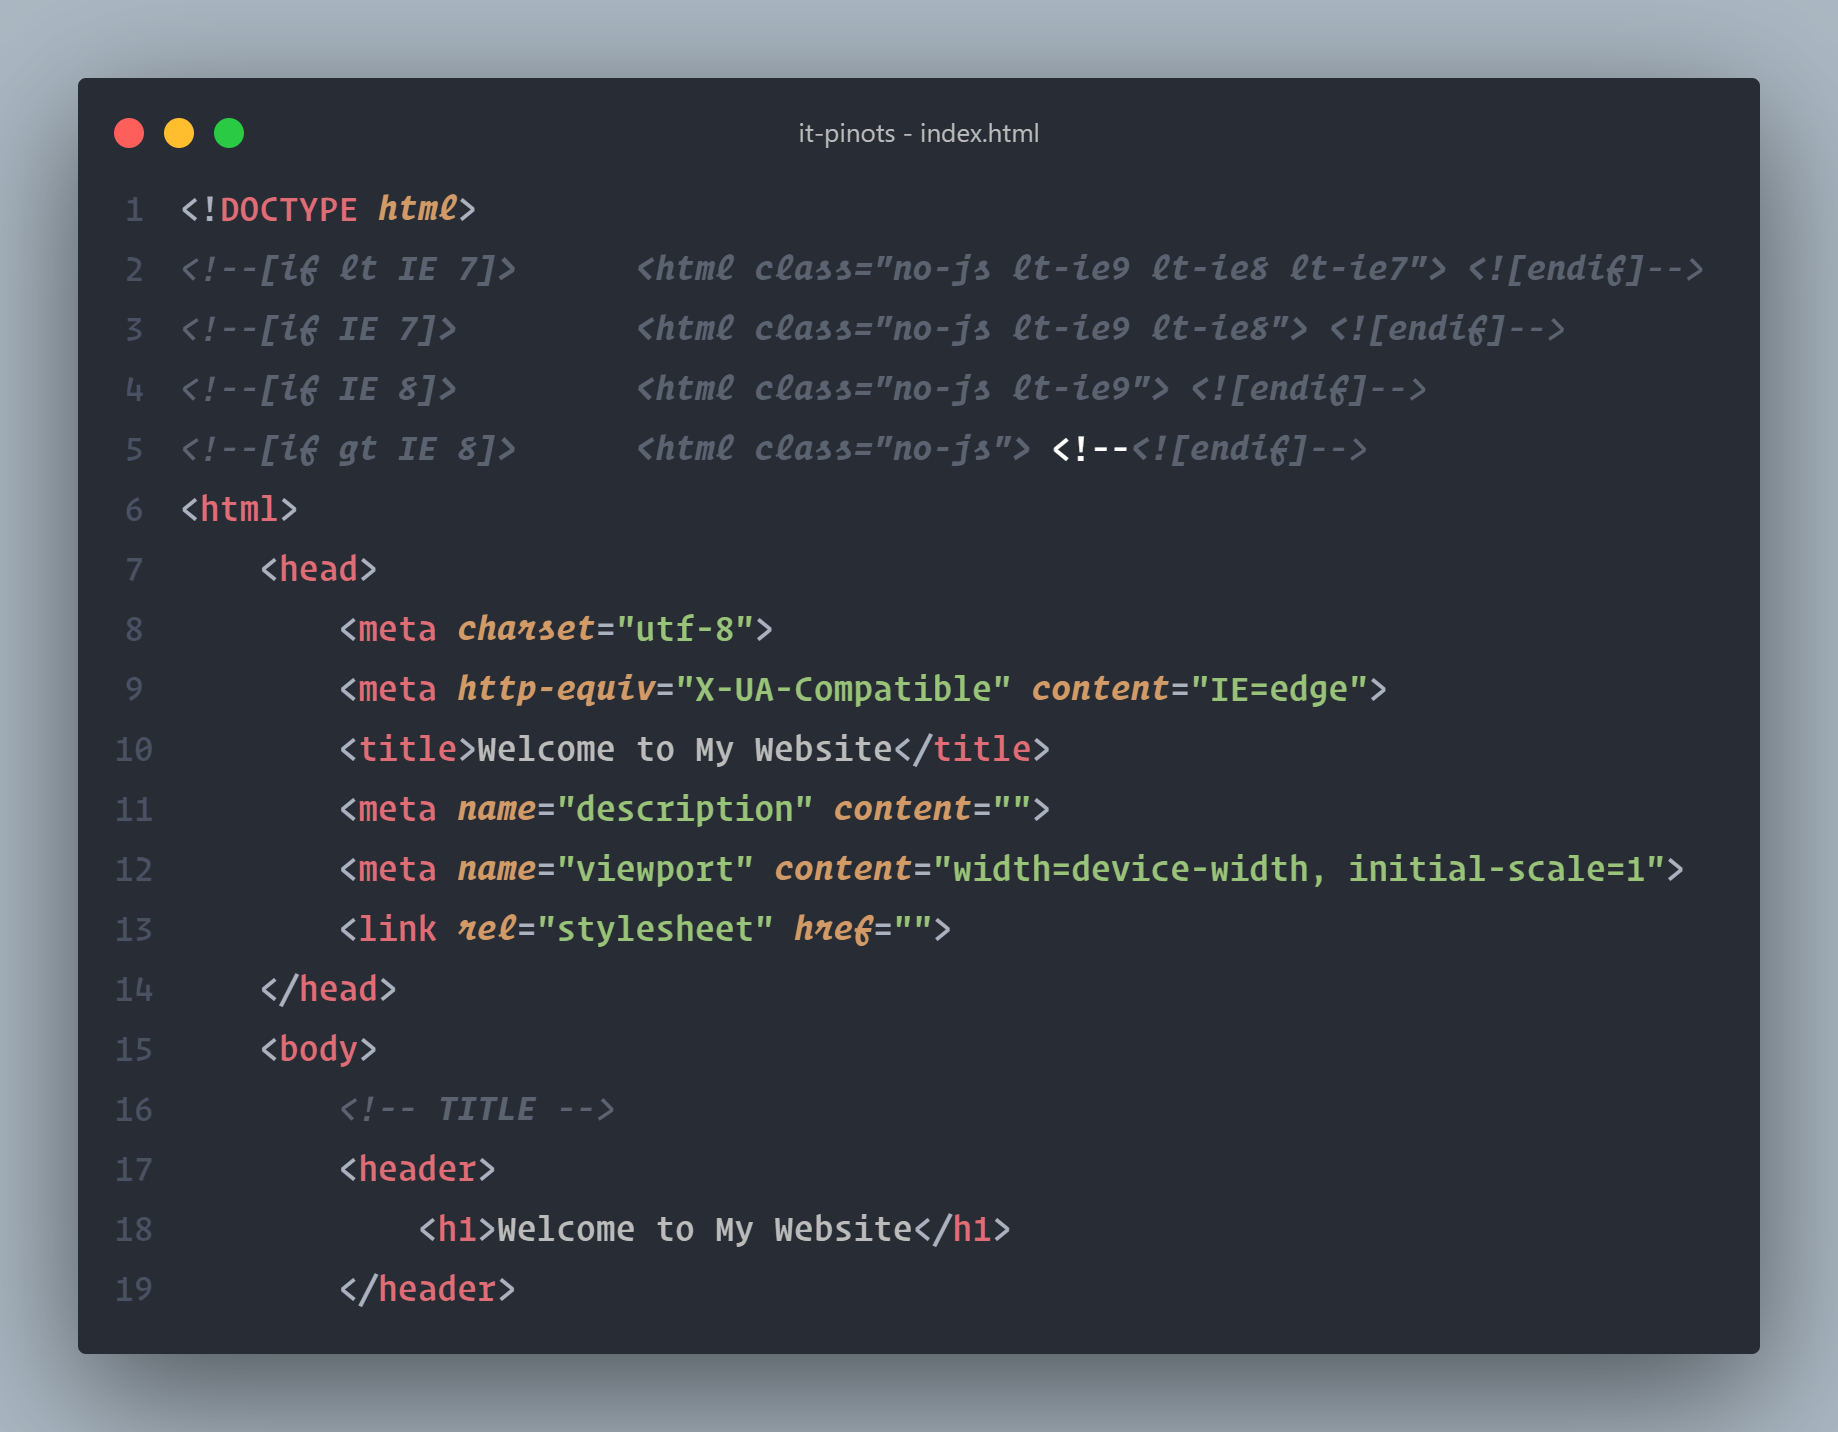 it-pinots - index.html
1 <!DOCTYPE html>
2 <!--[if lt IE 7]>      <html class="no-js lt-ie9 lt-ie8 lt-ie7"> <![endif]-->
3 <!--[if IE 7]>         <html class="no-js lt-ie9 lt-ie8"> <![endif]-->
4 <!--[if IE 8]>         <html class="no-js lt-ie9"> <![endif]-->
5 <!--[if gt IE 8]>      <html class="no-js"> <!--<![endif]-->
6 <html>
7     <head>
8         <meta charset="utf-8">
9         <meta http-equiv="X-UA-Compatible" content="IE=edge">
10         <title>Welcome to My Website</title>
11         <meta name="description" content="">
12         <meta name="viewport" content="width=device-width, initial-scale=1">
13         <link rel="stylesheet" href="">
14     </head>
15     <body>
16         <!-- TITLE -->
17         <header>
18             <h1>Welcome to My Website</h1>
19         </header>